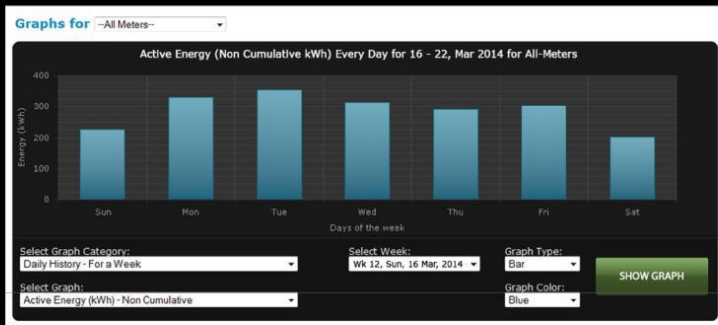 Graphs for --All Meters--
Active Energy (Non Cumulative kWh) Every Day for 16 - 22, Mar 2014 for All-Meters
Energy (kWh)
400
300
200
100
0
Sun Mon Tue Wed Thu Fri Sat
Days of the week
Select Graph Category: Select Week: Graph Type:
Daily History - For a Week Wk 12, Sun, 16 Mar, 2014 Bar
SHOW GRAPH
Select Graph: Graph Color:
Active Energy (kWh) - Non Cumulative Blue